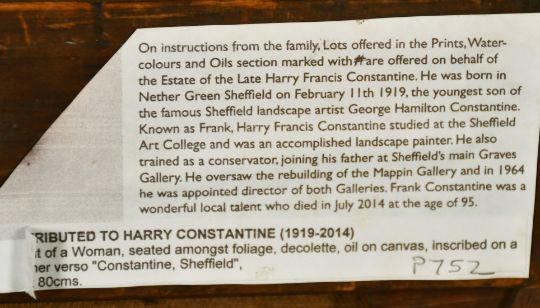 On instructions from the family, Lots offered in the Prints, Water-
colours and Oils section marked with # are offered on behalf of
the Estate of the Late Harry Francis Constantine. He was born in
Nether Green Sheffield on February 11th 1919, the youngest son of
the famous Sheffield landscape artist George Hamilton Constantine.
Known as Frank, Harry Francis Constantine studied at the Sheffield
Art College and was an accomplished landscape painter. He also
trained as a conservator, joining his father at Sheffield's main Graves
Gallery. He oversaw the rebuilding of the Mappin Gallery and in 1964
he was appointed director of both Galleries. Frank Constantine was a
wonderful local talent who died in July 2014 at the age of 95.
TRIBUTED TO HARRY CONSTANTINE (1919-2014)
t of a Woman, seated amongst foliage, decolette, oil on canvas, inscribed on a
her verso "Constantine, Sheffield",
80cms.
P752